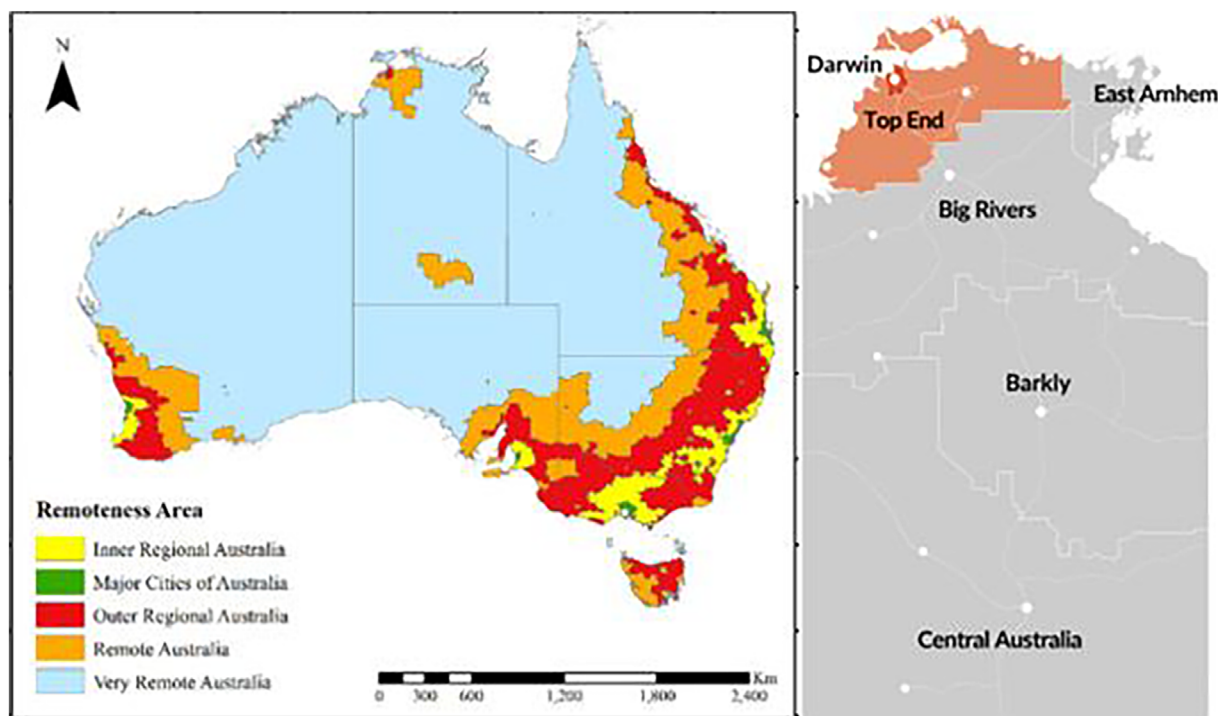 N
Remoteness Area
Inner Regional Australia
Major Cities of Australia
Outer Regional Australia
Remote Australia
Very Remote Australia
Km
0 300 600 1,200 1,800 2,400
Darwin
East Arnhem
Top End
Big Rivers
Barkly
Central Australia